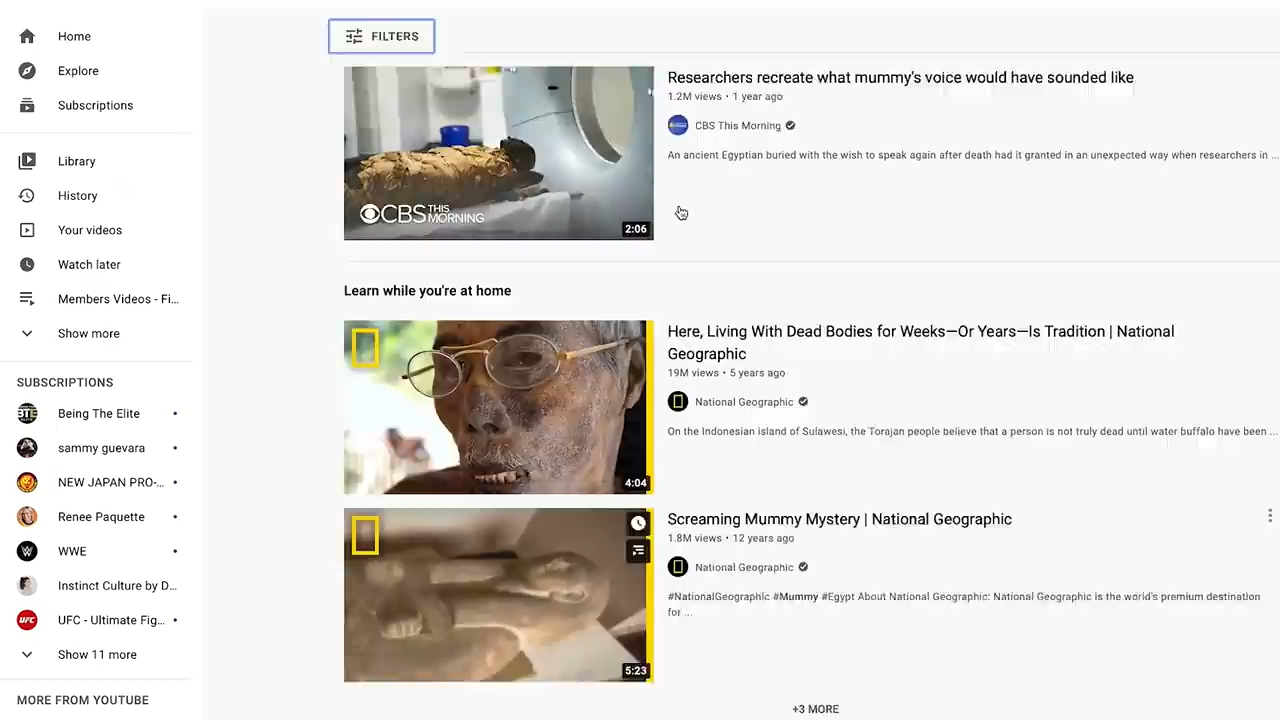 Home
Explore
Subscriptions
Library
History
Your videos
Watch later
Members Videos - Fi...
Show more
SUBSCRIPTIONS
Being The Elite
sammy guevara
NEW JAPAN PRO-...
Renee Paquette
WWE
Instinct Culture by D...
UFC - Ultimate Fig...
Show 11 more
MORE FROM YOUTUBE
FILTERS
CBS THIS MORNING
2:06
Researchers recreate what mummy's voice would have sounded like
1.2M views • 1 year ago
CBS This Morning
An ancient Egyptian buried with the wish to speak again after death had it granted in an unexpected way when researchers in ...
Learn while you're at home
4:04
Here, Living With Dead Bodies for Weeks—Or Years—Is Tradition | National
Geographic
19M views • 5 years ago
National Geographic
On the Indonesian island of Sulawesi, the Torajan people believe that a person is not truly dead until water buffalo have been ...
5:23
Screaming Mummy Mystery | National Geographic
1.8M views • 12 years ago
National Geographic
#NationalGeographic #Mummy #Egypt About National Geographic: National Geographic is the world's premium destination
for ...
+3 MORE